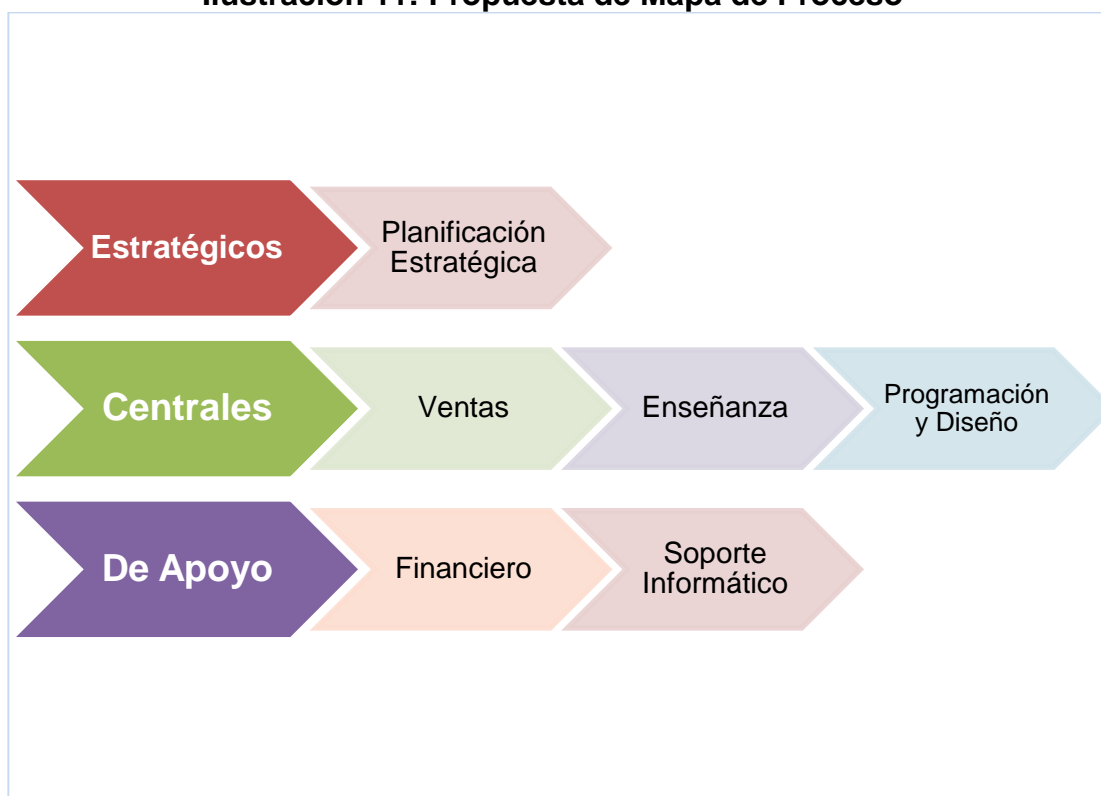 Ilustración 11: Propuesta de Mapa de Proceso
Estratégicos
Planificación
Estratégica
Centrales
Ventas
Enseñanza
Programación
y Diseño
De Apoyo
Financiero
Soporte
Informático